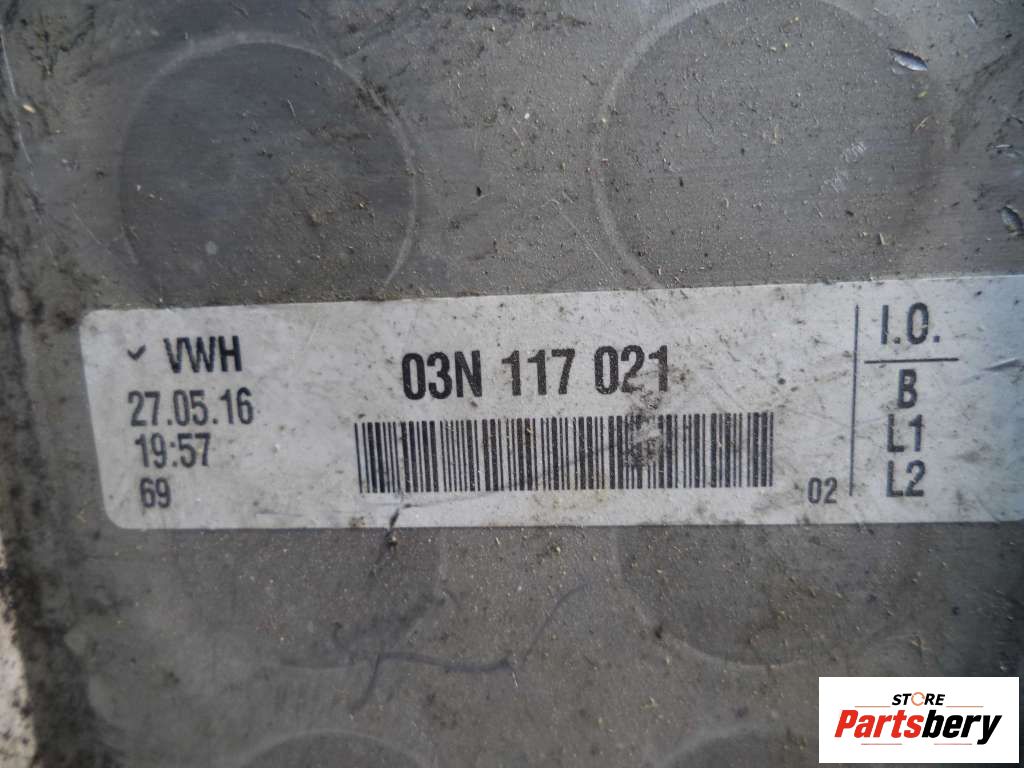 VWH
27.05.16
19:57
69
03N 117 021
02
I.O.
B
L1
L2
STORE
Partsbery